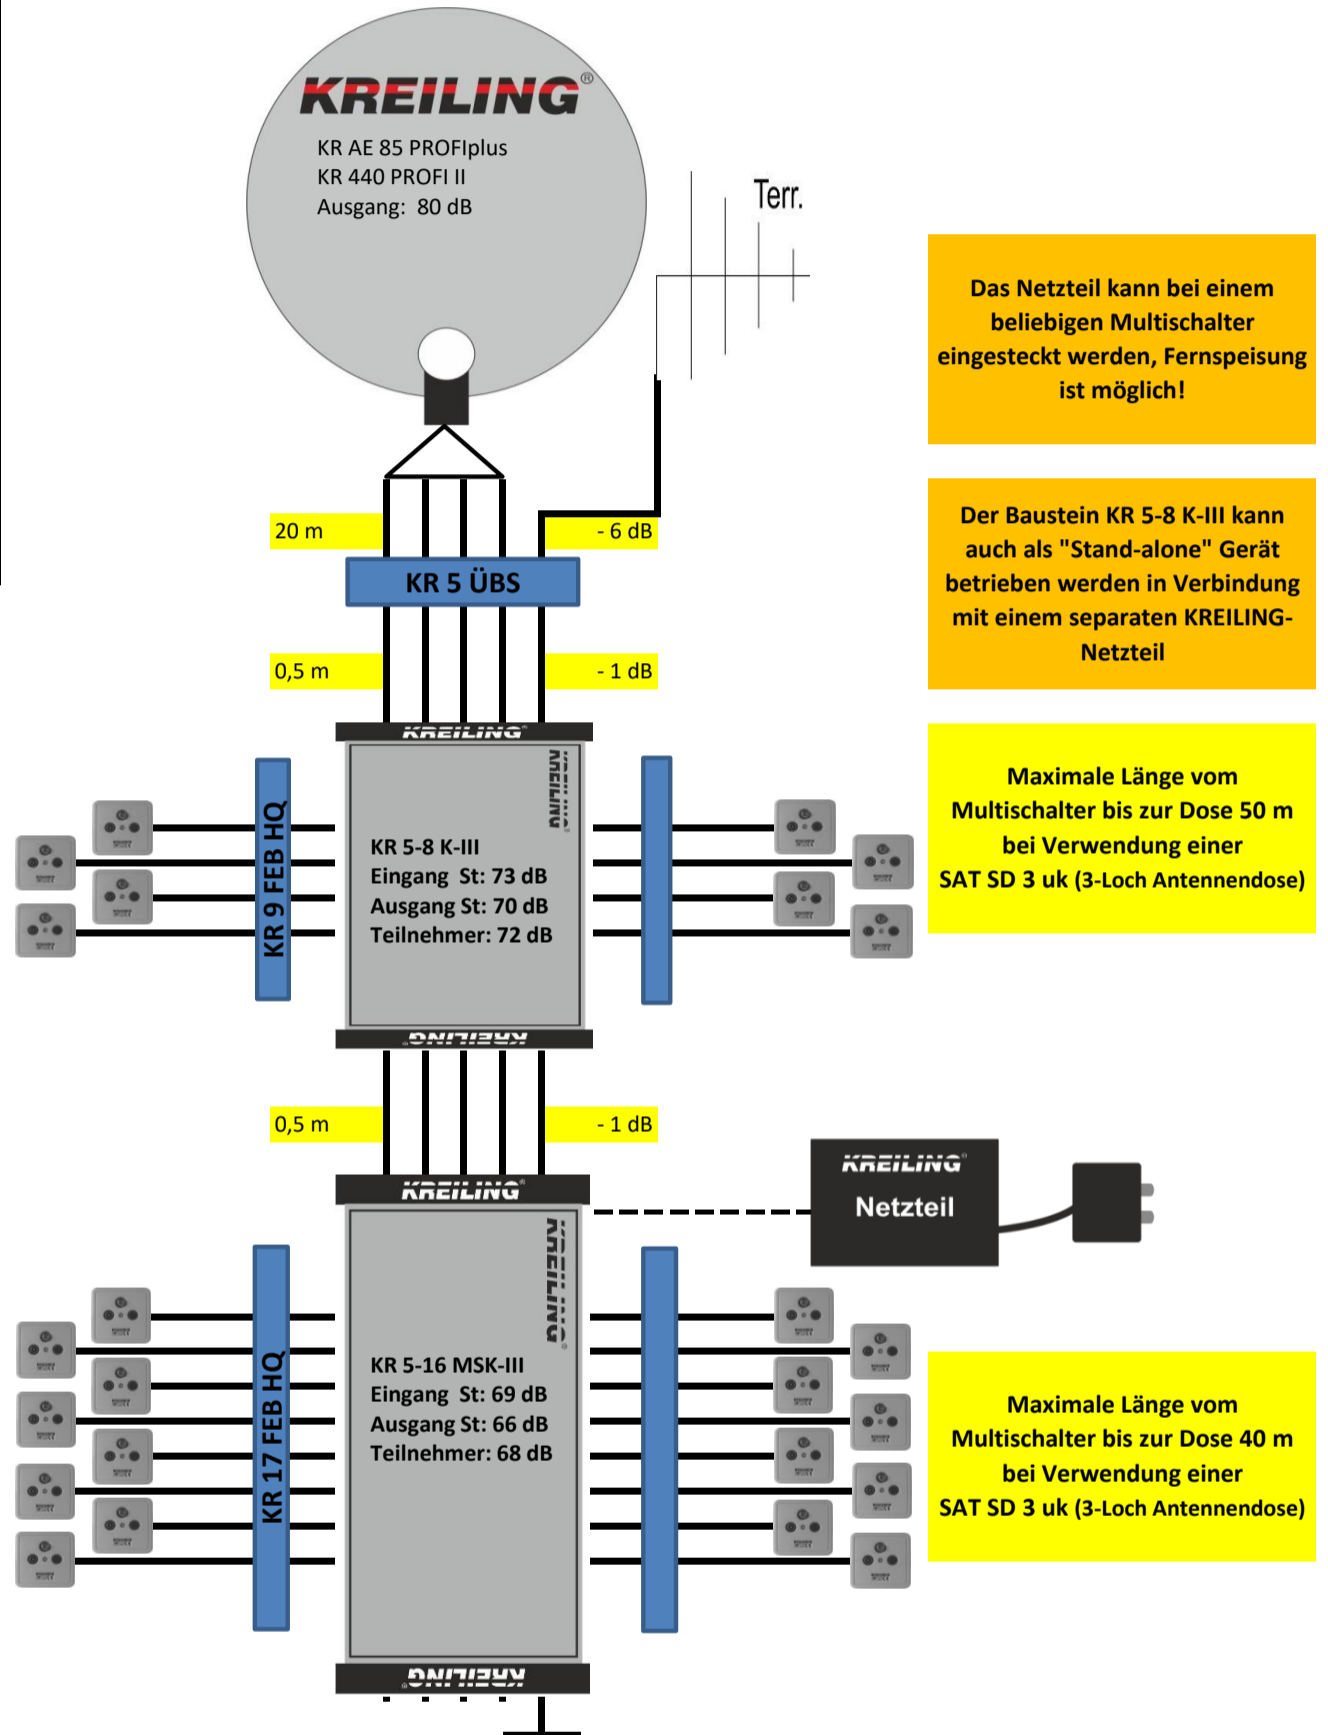 KREILING®
KR AE 85 PROFIplus
KR 440 PROFI II
Ausgang: 80 dB
Terr.
Das Netzteil kann bei einem
beliebigen Multischalter
eingesteckt werden, Fernspeisung
ist möglich!
20 m
- 6 dB
KR 5 ÜBS
Der Baustein KR 5-8 K-III kann
auch als "Stand-alone" Gerät
betrieben werden in Verbindung
mit einem separaten KREILING-
Netzteil
0,5 m
- 1 dB
KREILING®
KREILING®
KR 9 FEB HQ
KR 5-8 K-III
Eingang St: 73 dB
Ausgang St: 70 dB
Teilnehmer: 72 dB
KREILING®
Maximale Länge vom
Multischalter bis zur Dose 50 m
bei Verwendung einer
SAT SD 3 uk (3-Loch Antennendose)
0,5 m
- 1 dB
KREILING®
KREILING®
Netzteil
KREILING®
KR 17 FEB HQ
KR 5-16 MSK-III
Eingang St: 69 dB
Ausgang St: 66 dB
Teilnehmer: 68 dB
KREILING®
Maximale Länge vom
Multischalter bis zur Dose 40 m
bei Verwendung einer
SAT SD 3 uk (3-Loch Antennendose)